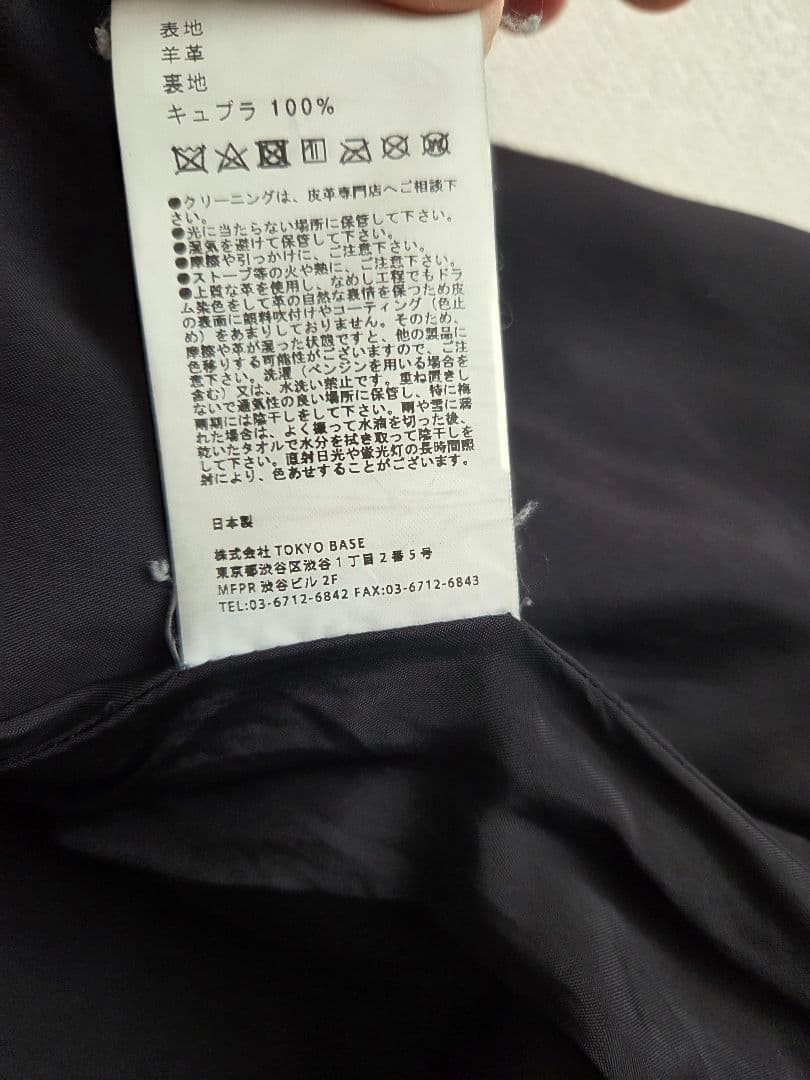 表地
羊革
裏地
キュプラ 100%
●クリーニングは、皮革専門店へご相談下
さい。
●光に当たらない場所に保管して下さい。
●湿気を避けて保管して下さい。
●摩擦や引っかけに、ご注意下さい。
●ストーブ等の火や熱に、ご注意下さい。
●上質な革を使用し、なめし工程でもドラ
ム染色をして革の自然な表情を保つため皮
の表面に顔料吹付けやコーティング（色止
め）をあまりしておりません。そのため、
摩擦や革が湿った状態ですと、他の製品に
色移りする可能性がございますので、ご注
意下さい。洗濯（ベンジンを用いる場合を
含む）又は、水洗い禁止です。重ね置きし
ないで通気性の良い場所に保管し、特に梅
雨期には陰干しをして下さい。雨や雪に濡
れた場合は、よく振って水滴を切った後、
乾いたタオルで水分を拭き取って陰干しを
して下さい。直射日光や蛍光灯の長時間照
射により、色あせすることがございます。
日本製
株式会社 TOKYO BASE
東京都渋谷区渋谷1丁目2番5号
MFPR 渋谷ビル 2F
TEL:03-6712-6842 FAX:03-6712-6843